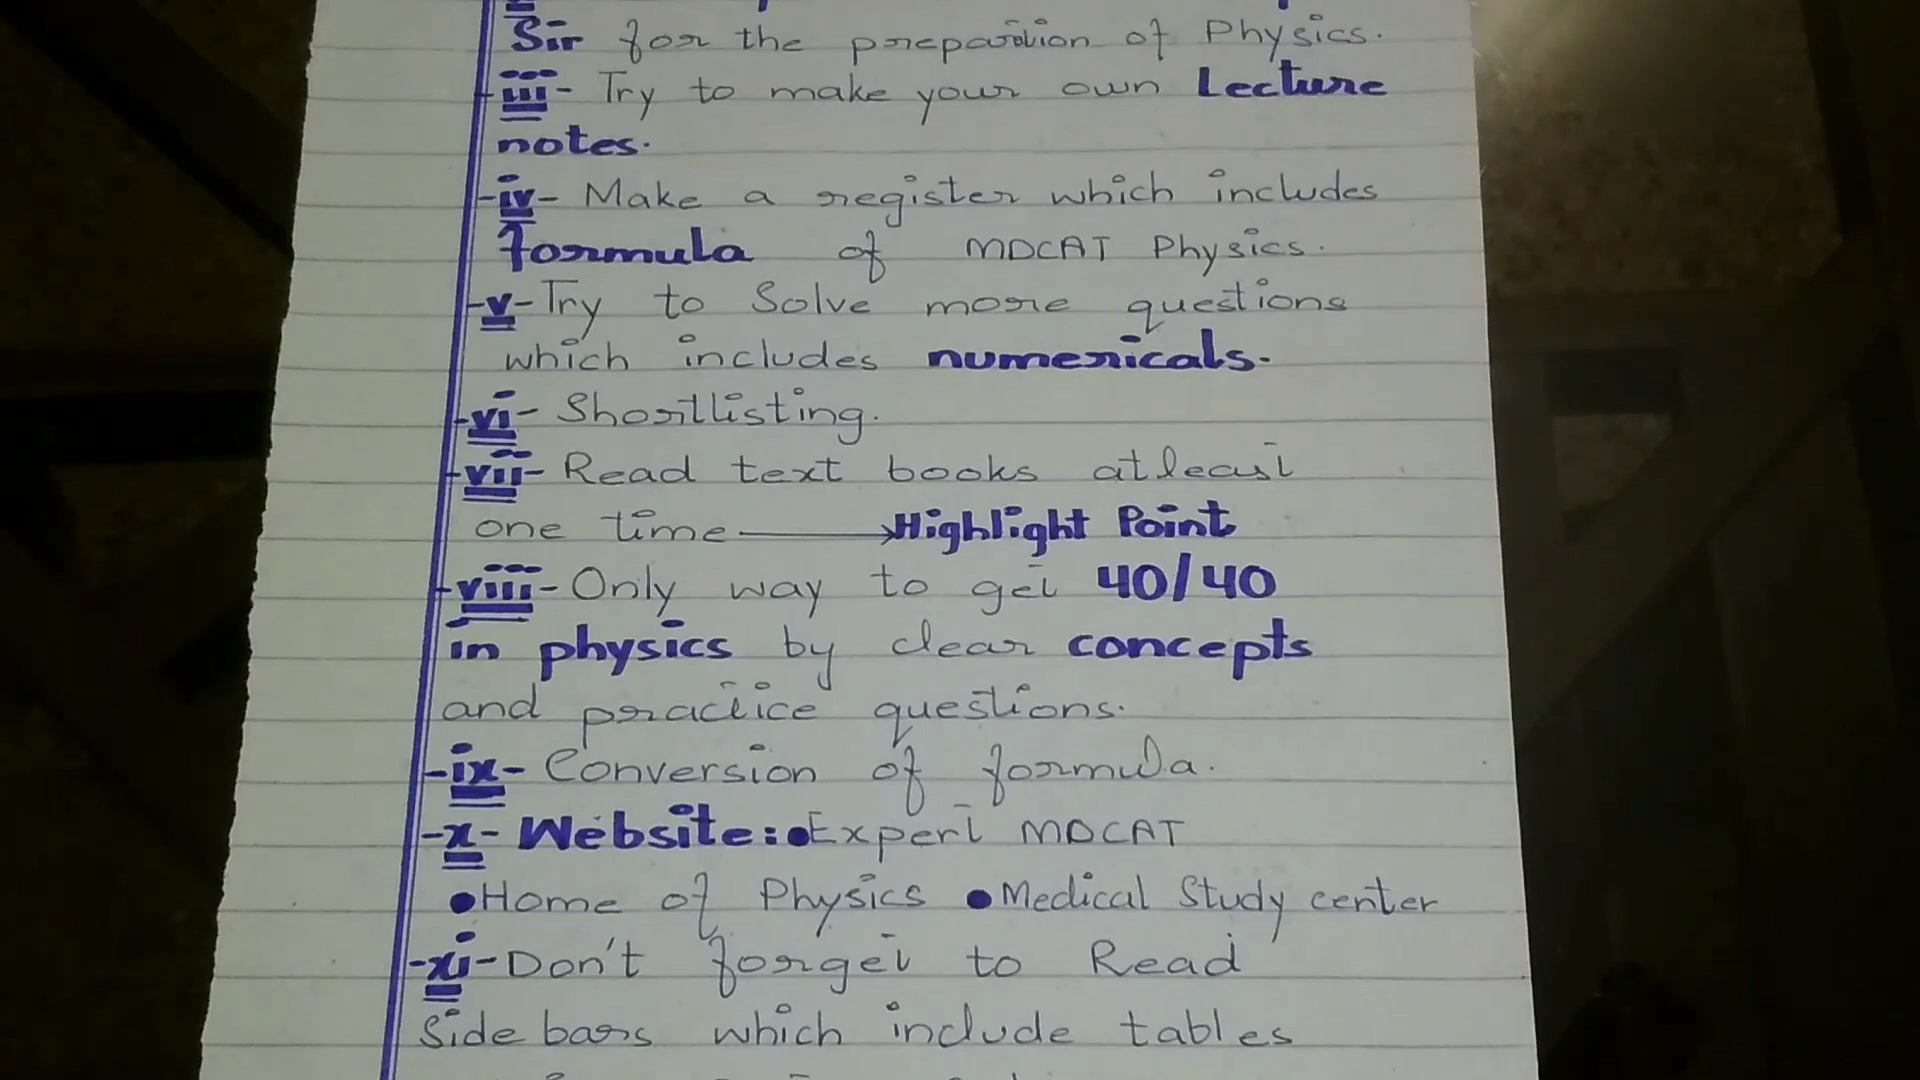 Sir for the preparation of Physics.
iii- Try to make your own Lecture
notes.
iv- Make a register which includes
formula of MDCAT Physics.
v- Try to Solve more questions
which includes numericals.
vi- Shortlisting.
vii- Read text books atleast
one time → Highlight Point
viii- Only way to get 40/40
in physics by clear concepts
and practice questions.
ix- Conversion of formula.
x- Website: • Expert MDCAT
• Home of Physics • Medical Study center
xi- Don't forget to Read
Side bars which include tables